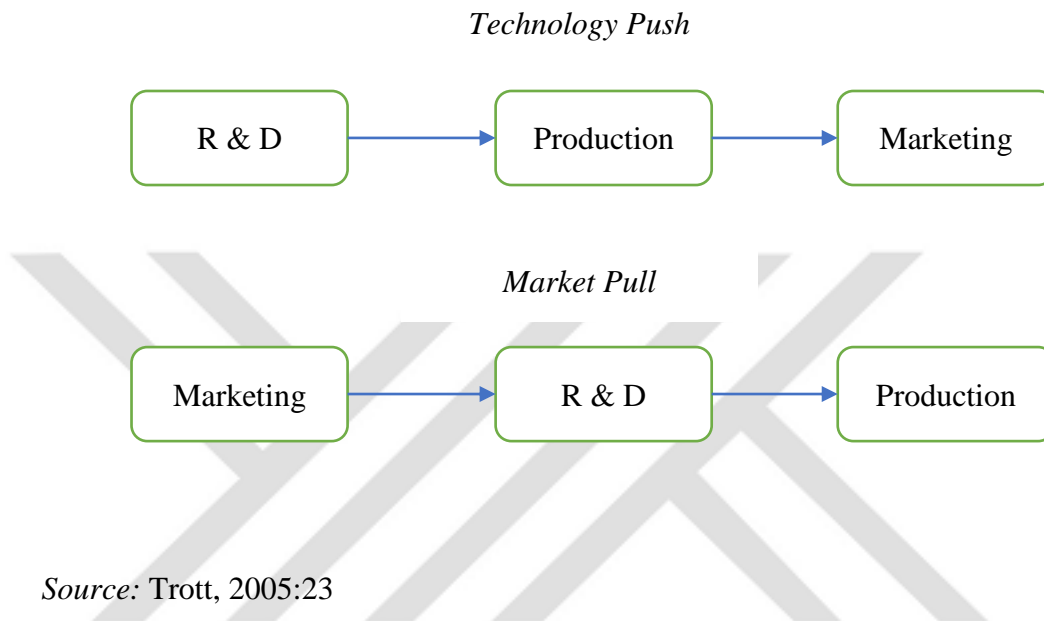 Technology Push
R & D Production Marketing
Market Pull
Marketing R & D Production
Source: Trott, 2005:23